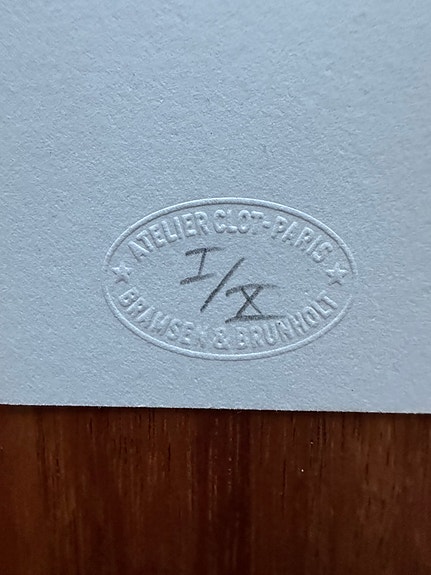 ATELIER CLOT-PARIS
I/X
BRAMSEN & BRUNHOLT